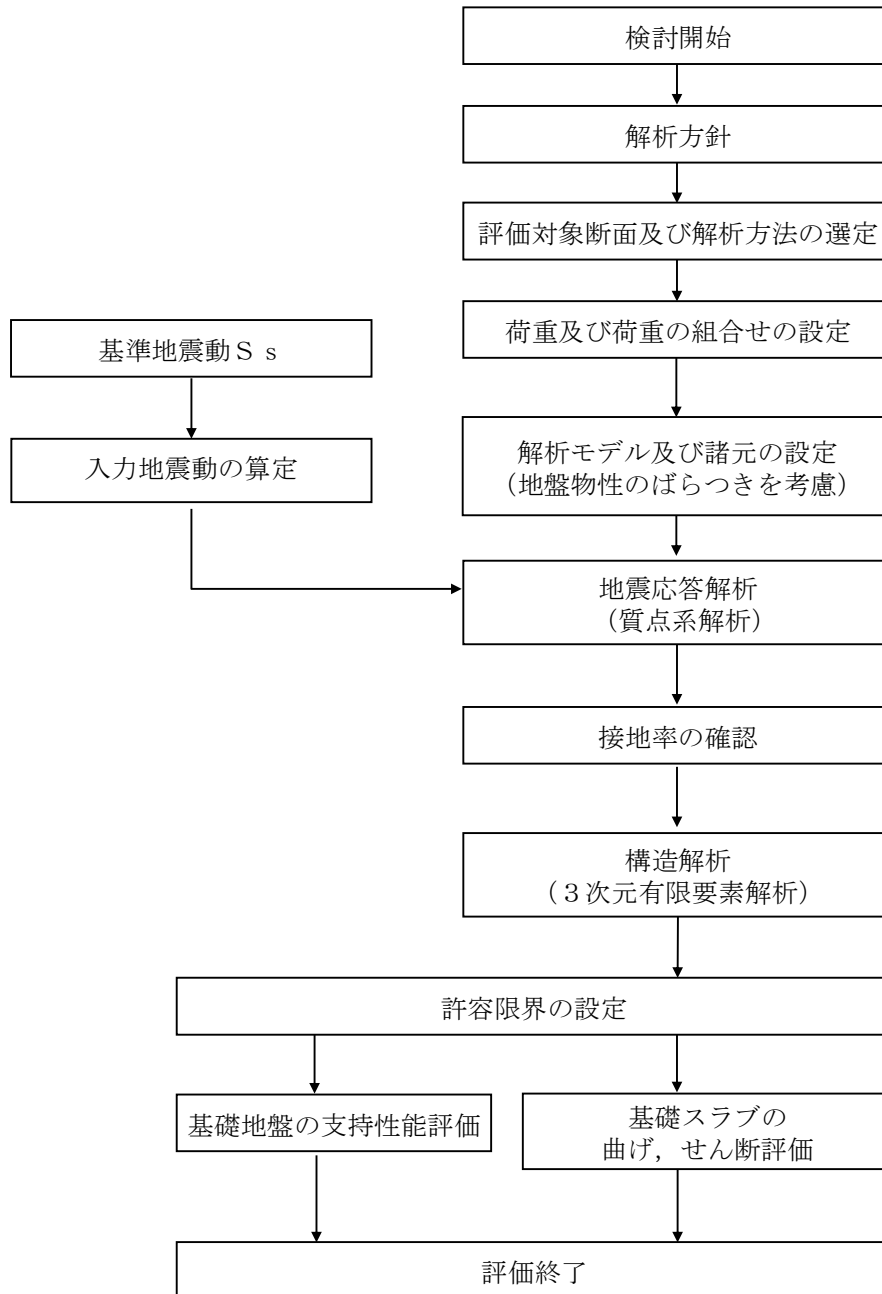 検討開始
解析方針
評価対象断面及び解析方法の選定
荷重及び荷重の組合せの設定
基準地震動Ｓｓ
入力地震動の算定
解析モデル及び諸元の設定
（地盤物性のばらつきを考慮）
地震応答解析
（質点系解析）
接地率の確認
構造解析
（３次元有限要素解析）
許容限界の設定
基礎地盤の支持性能評価
基礎スラブの
曲げ，せん断評価
評価終了